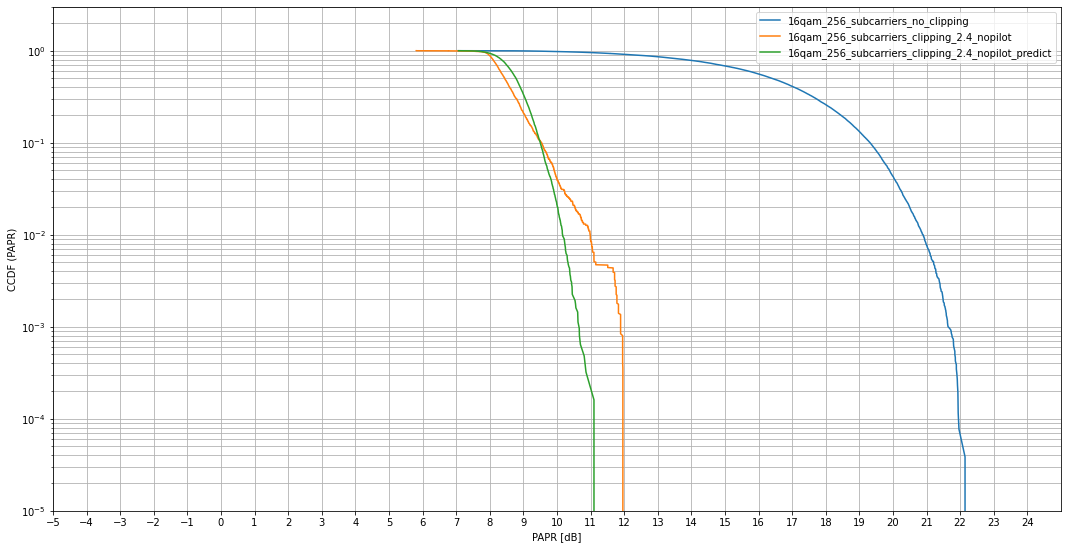 16qam_256_subcarriers_no_clipping
16qam_256_subcarriers_clipping_2.4_nopilot
16qam_256_subcarriers_clipping_2.4_nopilot_predict
CCDF (PAPR)
10⁰
10⁻¹
10⁻²
10⁻³
10⁻⁴
10⁻⁵
−5 −4 −3 −2 −1 0 1 2 3 4 5 6 7 8 9 10 11 12 13 14 15 16 17 18 19 20 21 22 23 24
PAPR [dB]